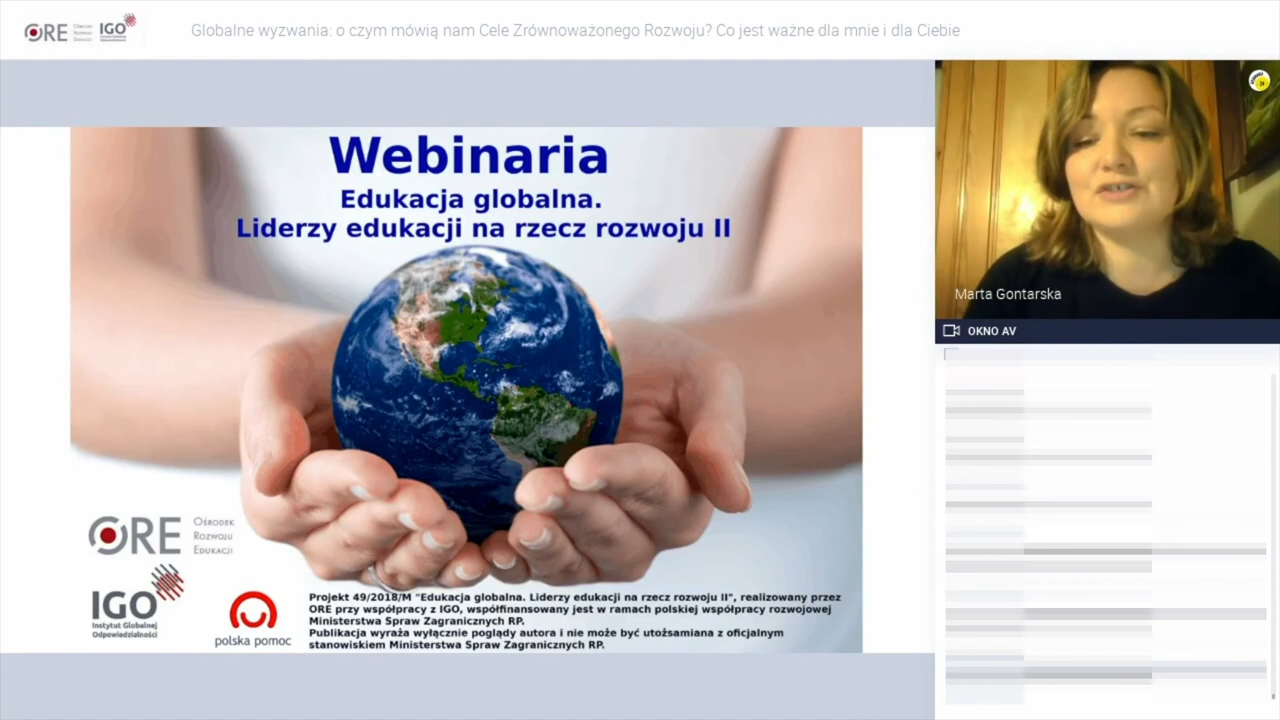 ORE
IGO
Globalne wyzwania: o czym mówią nam Cele Zrównoważonego Rozwoju? Co jest ważne dla mnie i dla Ciebie
Webinaria
Edukacja globalna.
Liderzy edukacji na rzecz rozwoju II
ORE
Ośrodek
Rozwoju
Edukacji
IGO
Instytut Globalnej
Odpowiedzialności
polska pomoc
Projekt 49/2018/M "Edukacja globalna. Liderzy edukacji na rzecz rozwoju II", realizowany przez
ORE przy współpracy z IGO, współfinansowany jest w ramach polskiej współpracy rozwojowej
Ministerstwa Spraw Zagranicznych RP.
Publikacja wyraża wyłącznie poglądy autora i nie może być utożsamiana z oficjalnym
stanowiskiem Ministerstwa Spraw Zagranicznych RP.
Marta Gontarska
OKNO AV